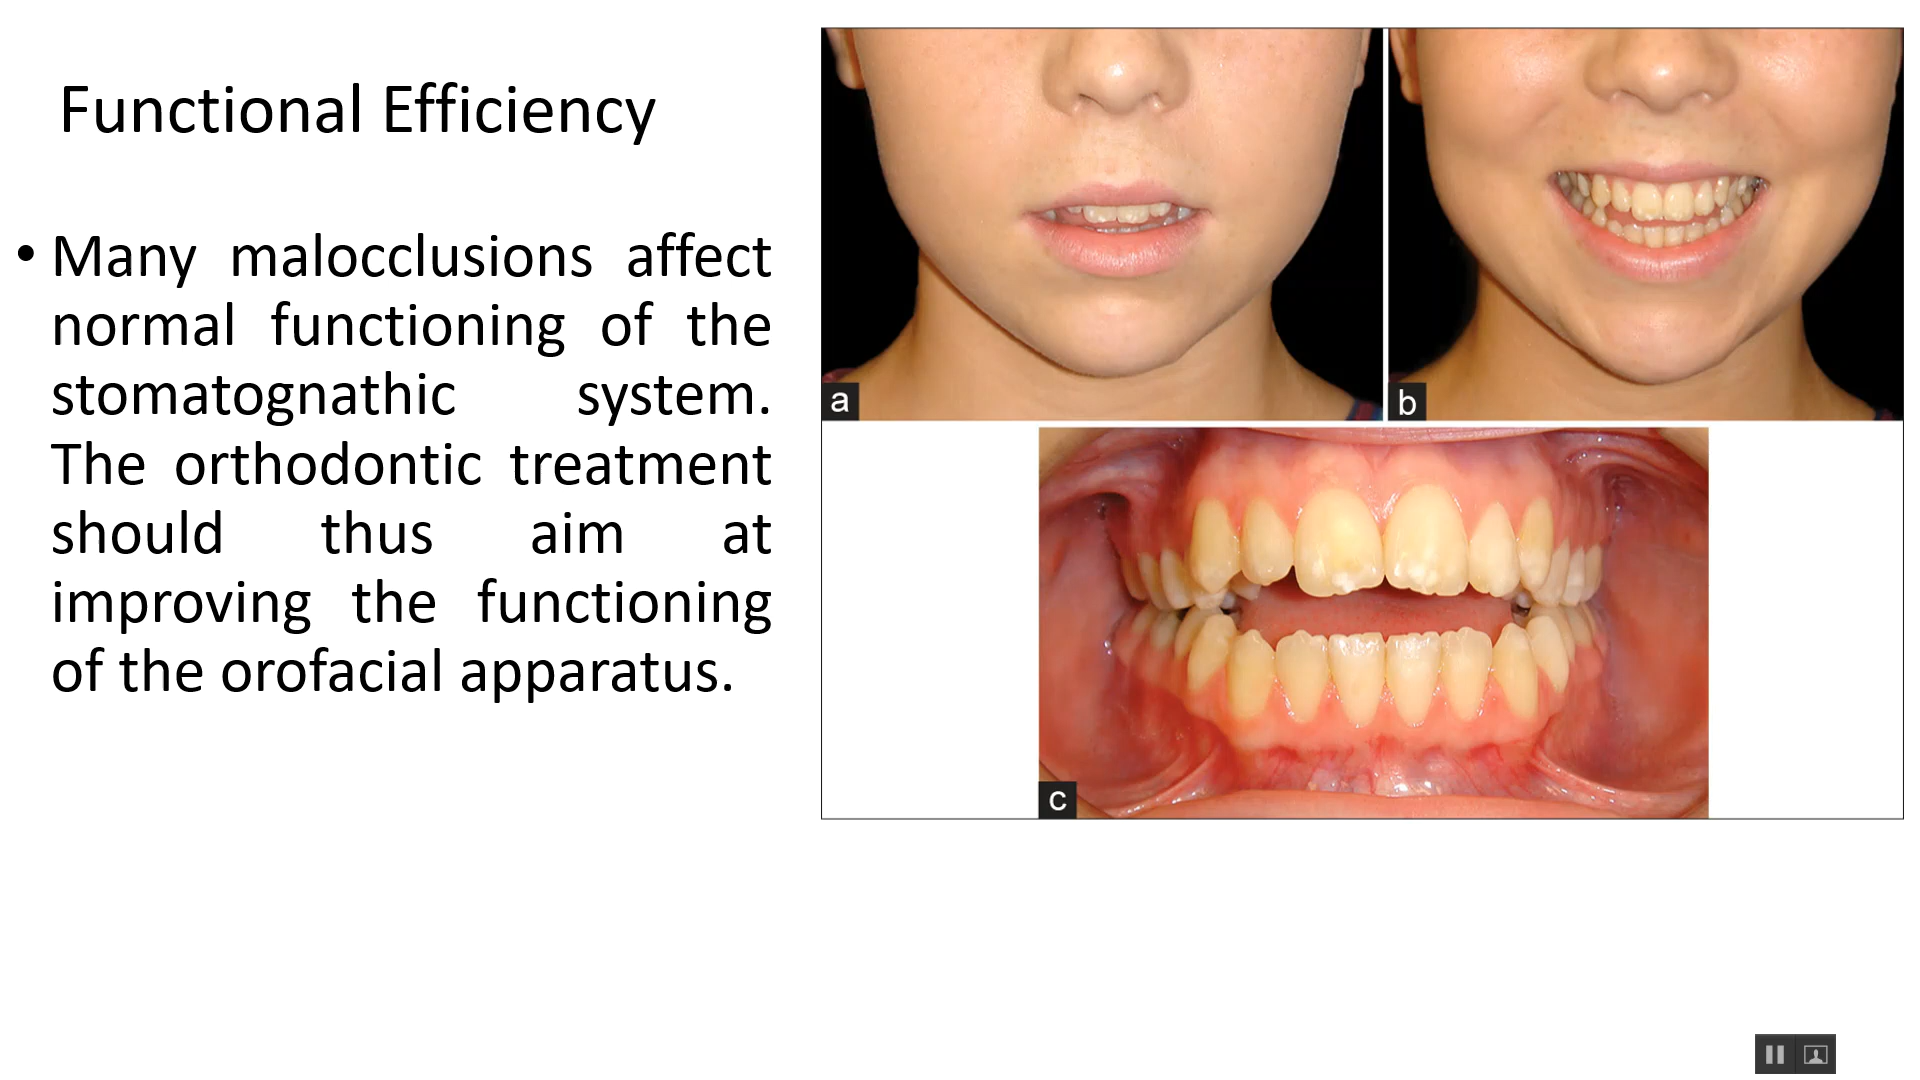 Functional Efficiency
• Many malocclusions affect
normal functioning of the
stomatognathic system.
The orthodontic treatment
should thus aim at
improving the functioning
of the orofacial apparatus.
a
b
c